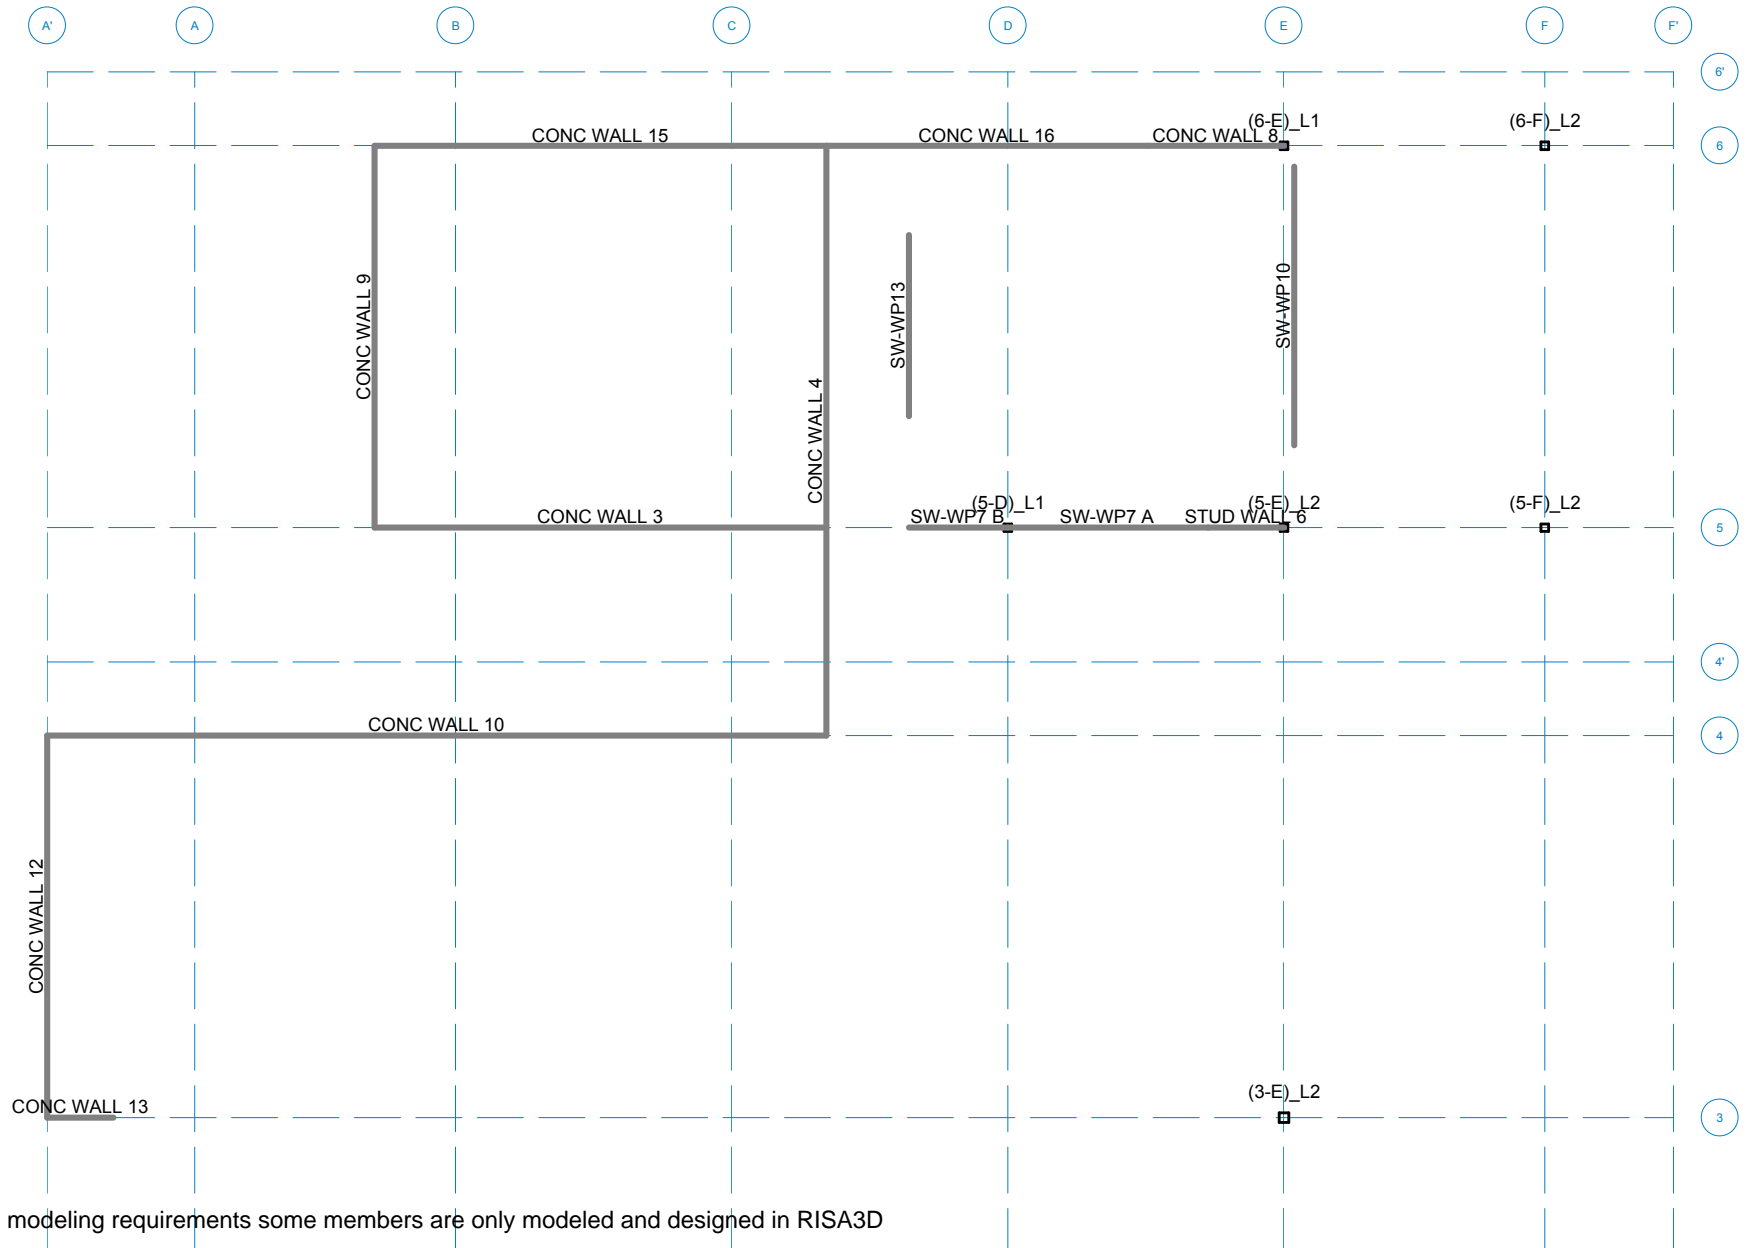 A'
A
B
C
D
E
F
F'
6'
(6-E)_L1
(6-F)_L2
CONC WALL 15
CONC WALL 16
CONC WALL 8
6
CONC WALL 9
SW-WP13
SW-WP10
CONC WALL 4
(5-D)_L1
(5-E)_L2
(5-F)_L2
CONC WALL 3
SW-WP7 B
SW-WP7 A
STUD WALL 6
5
4'
CONC WALL 10
4
CONC WALL 12
(3-E)_L2
CONC WALL 13
3
modeling requirements some members are only modeled and designed in RISA3D